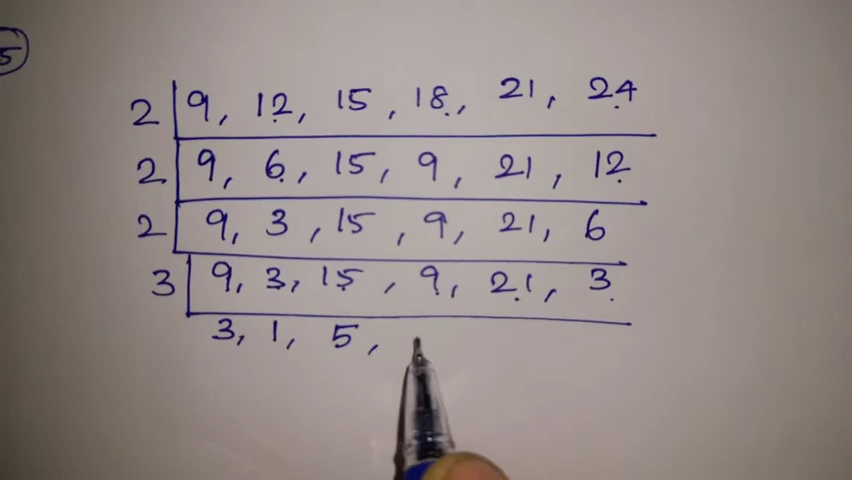 5
2 9, 12, 15, 18, 21, 24
2 9, 6, 15, 9, 21, 12
2 9, 3, 15, 9, 21, 6
3 9, 3, 15, 9, 21, 3
3, 1, 5,